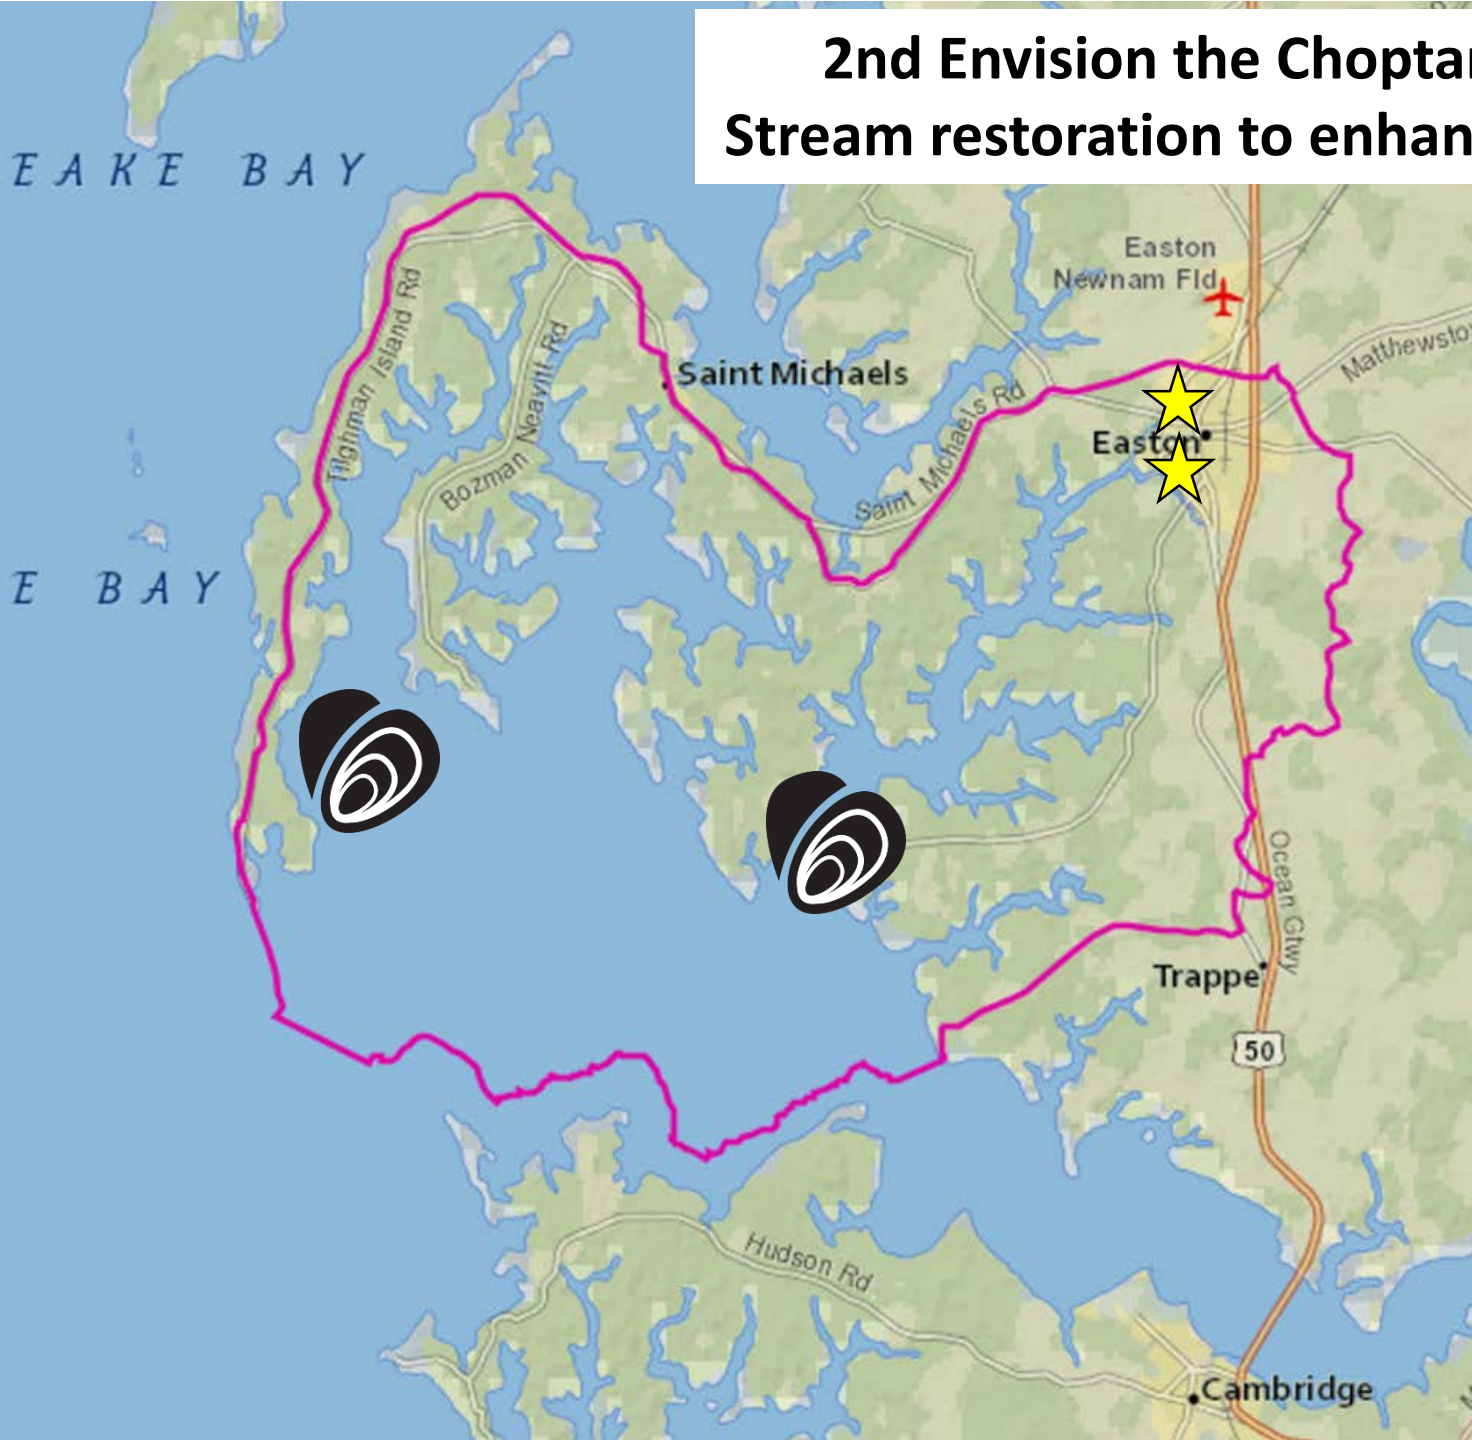 2nd Envision the Chopta
Stream restoration to enhan
EAKE BAY
Easton
Newnam Fld
Matthewsto
Tilghman Island Rd
Bozman Neavitt Rd
Saint Michaels
Saint Michaels Rd
Easton
E BAY
Ocean Gtwy
Trappe
50
Hudson Rd
Cambridge